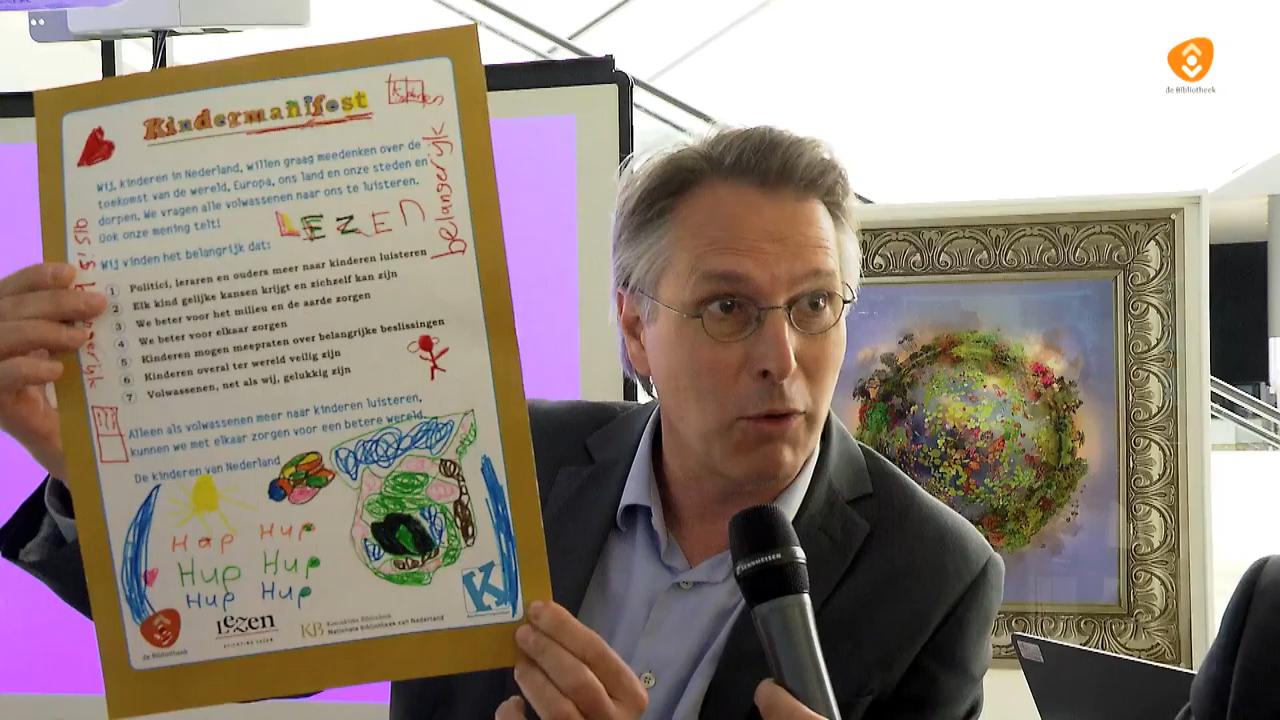 de Bibliotheek
Kindermanifest
Wij, kinderen in Nederland, willen graag meedenken over de
toekomst van de wereld, Europa, ons land en onze steden en
dorpen. We vragen alle volwassenen naar ons te luisteren.
Ook onze mening telt!
LEZEN
belangerijk
Wij vinden het belangrijk dat:
1 Politici, leraren en ouders meer naar kinderen luisteren
2 Elk kind gelijke kansen krijgt en zichzelf kan zijn
3 We beter voor het milieu en de aarde zorgen
4 We beter voor elkaar zorgen
5 Kinderen mogen meepraten over belangrijke beslissingen
6 Kinderen overal ter wereld veilig zijn
7 Volwassenen, net als wij, gelukkig zijn
Alleen als volwassenen meer naar kinderen luisteren,
kunnen we met elkaar zorgen voor een betere wereld.
De kinderen van Nederland
Hup Hup
Hup Hup
Hup Hup
K
de Bibliotheek
Lezen
STICHTING LEZEN
KB Koninklijke Bibliotheek
Nationale bibliotheek van Nederland
SENNHEISER